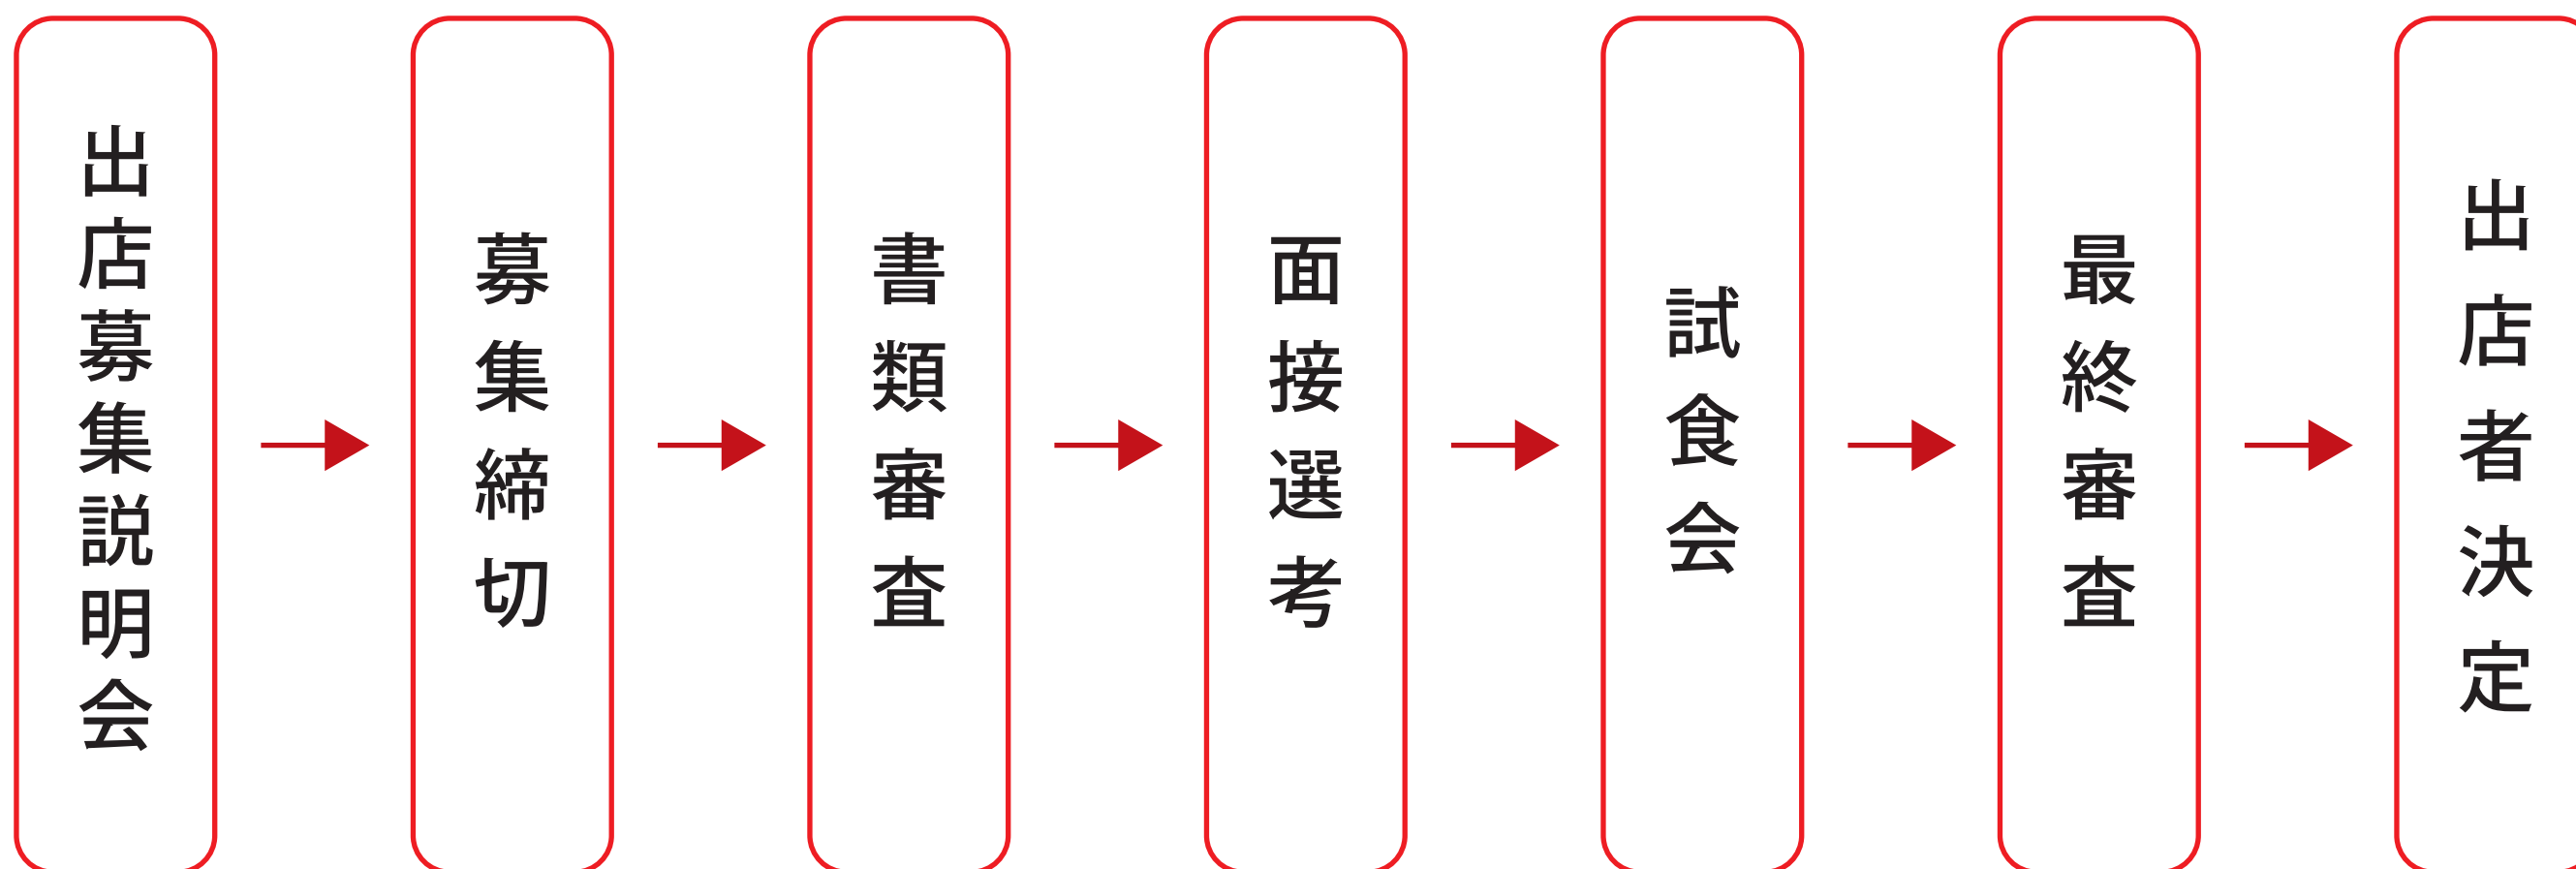 出店募集説明会
募集締切
書類審査
面接選考
試食会
最終審査
出店者決定